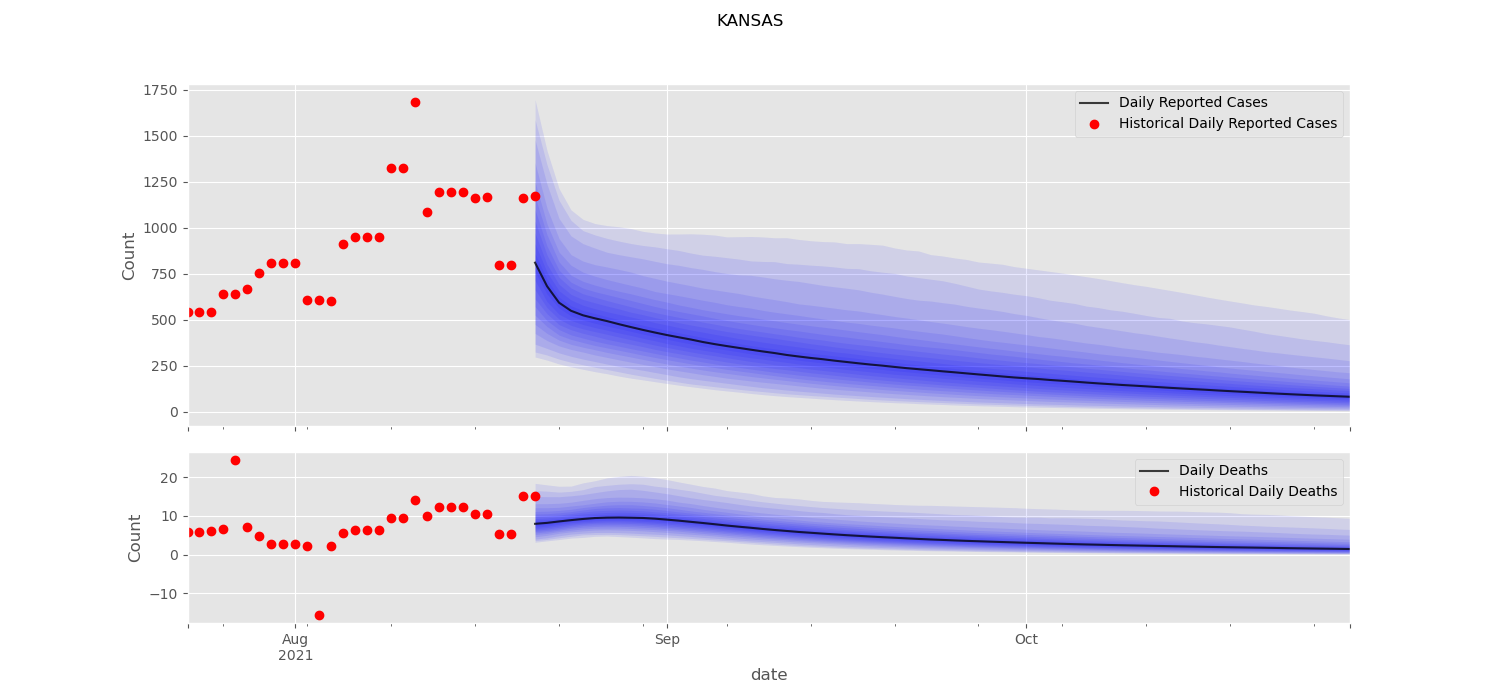 KANSAS
1750
1500
1250
1000
750
500
250
0
Count
Daily Reported Cases
Historical Daily Reported Cases
20
10
0
−10
Count
Daily Deaths
Historical Daily Deaths
Aug
2021
Sep
Oct
date